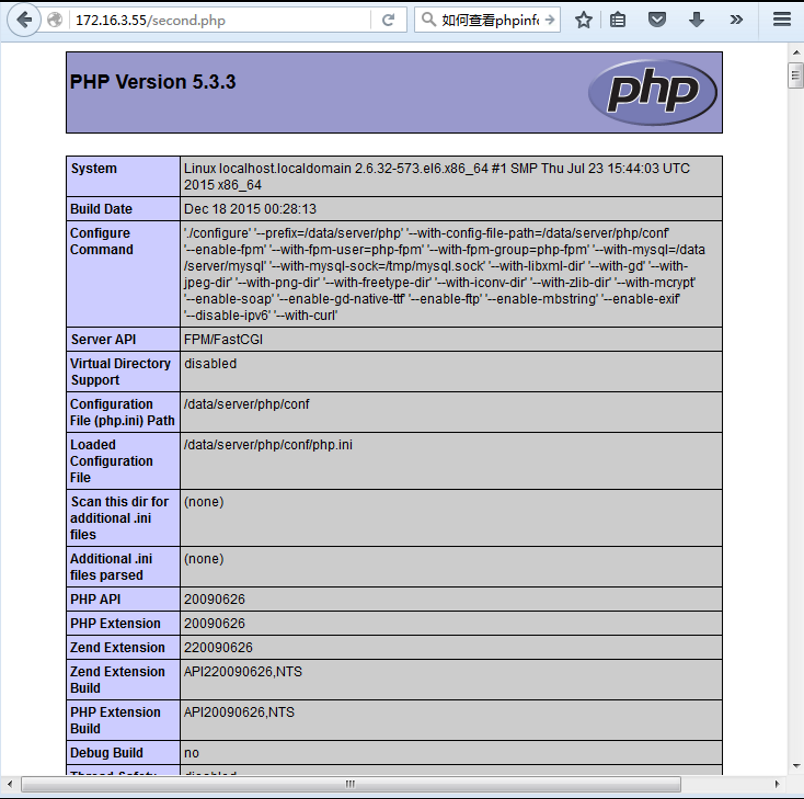 172.16.3.55/second.php
如何查看phpinfo
PHP Version 5.3.3
php
System
Linux localhost.localdomain 2.6.32-573.el6.x86_64 #1 SMP Thu Jul 23 15:44:03 UTC
2015 x86_64
Build Date
Dec 18 2015 00:28:13
Configure
Command
'./configure' '--prefix=/data/server/php' '--with-config-file-path=/data/server/php/conf'
'--enable-fpm' '--with-fpm-user=php-fpm' '--with-fpm-group=php-fpm' '--with-mysql=/data
/server/mysql' '--with-mysql-sock=/tmp/mysql.sock' '--with-libxml-dir' '--with-gd' '--with-
jpeg-dir' '--with-png-dir' '--with-freetype-dir' '--with-iconv-dir' '--with-zlib-dir' '--with-mcrypt'
'--enable-soap' '--enable-gd-native-ttf' '--enable-ftp' '--enable-mbstring' '--enable-exif'
'--disable-ipv6' '--with-curl'
Server API
FPM/FastCGI
Virtual Directory
Support
disabled
Configuration
File (php.ini) Path
/data/server/php/conf
Loaded
Configuration
File
/data/server/php/conf/php.ini
Scan this dir for
additional .ini
files
(none)
Additional .ini
files parsed
(none)
PHP API
20090626
PHP Extension
20090626
Zend Extension
220090626
Zend Extension
Build
API220090626,NTS
PHP Extension
Build
API20090626,NTS
Debug Build
no
Thread Safety
disabled